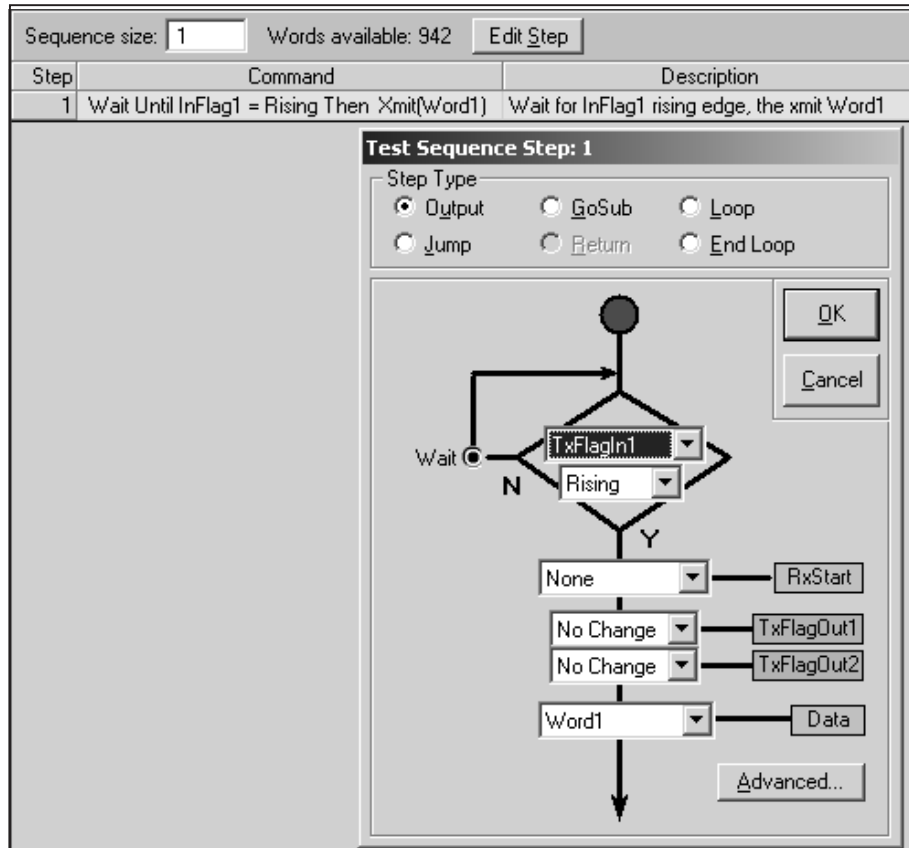 Sequence size: 1 Words available: 942 Edit Step
Step Command Description
1 Wait Until InFlag1 = Rising Then Xmit(Word1) Wait for InFlag1 rising edge, the xmit Word1
Test Sequence Step: 1
Step Type
Output GoSub Loop
Jump Return End Loop
OK
Cancel
TxFlagIn1
Wait
Rising
N
Y
None RxStart
No Change TxFlagOut1
No Change TxFlagOut2
Word1 Data
Advanced...